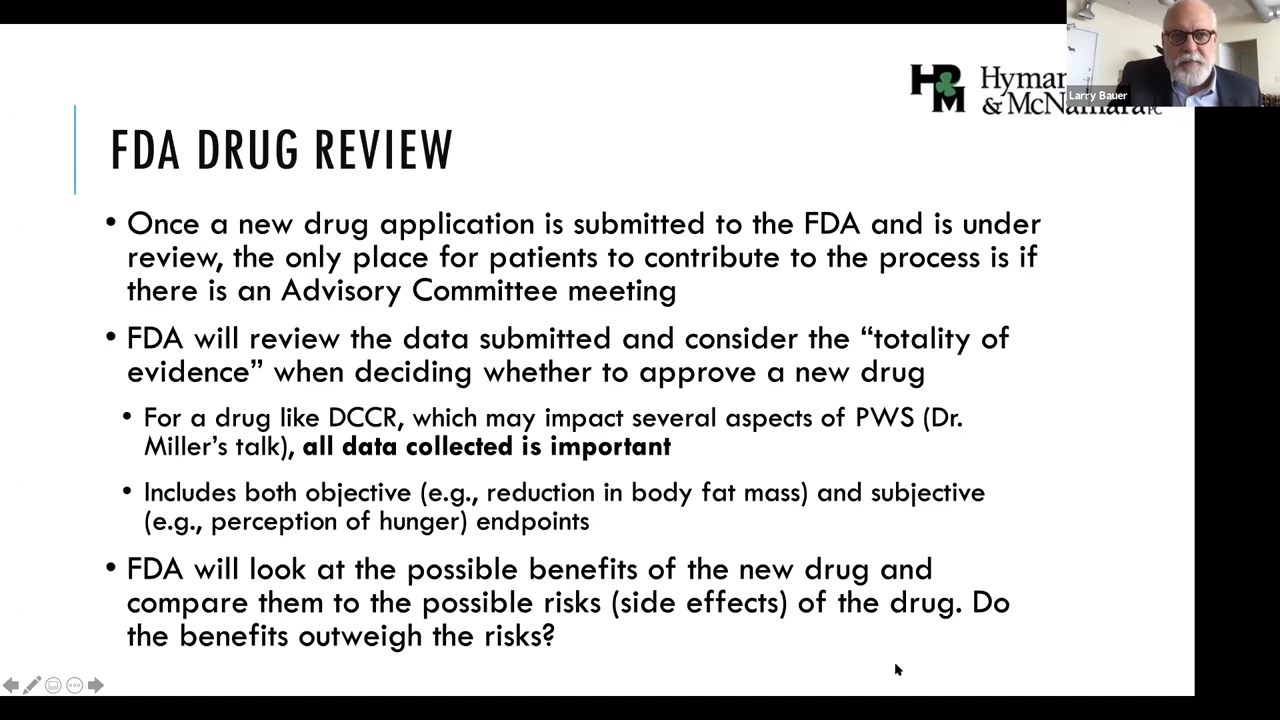 HPM
Hyman
& McNamara PC
Larry Bauer
FDA DRUG REVIEW
• Once a new drug application is submitted to the FDA and is under
review, the only place for patients to contribute to the process is if
there is an Advisory Committee meeting
• FDA will review the data submitted and consider the “totality of
evidence” when deciding whether to approve a new drug
• For a drug like DCCR, which may impact several aspects of PWS (Dr.
Miller’s talk), all data collected is important
• Includes both objective (e.g., reduction in body fat mass) and subjective
(e.g., perception of hunger) endpoints
• FDA will look at the possible benefits of the new drug and
compare them to the possible risks (side effects) of the drug. Do
the benefits outweigh the risks?